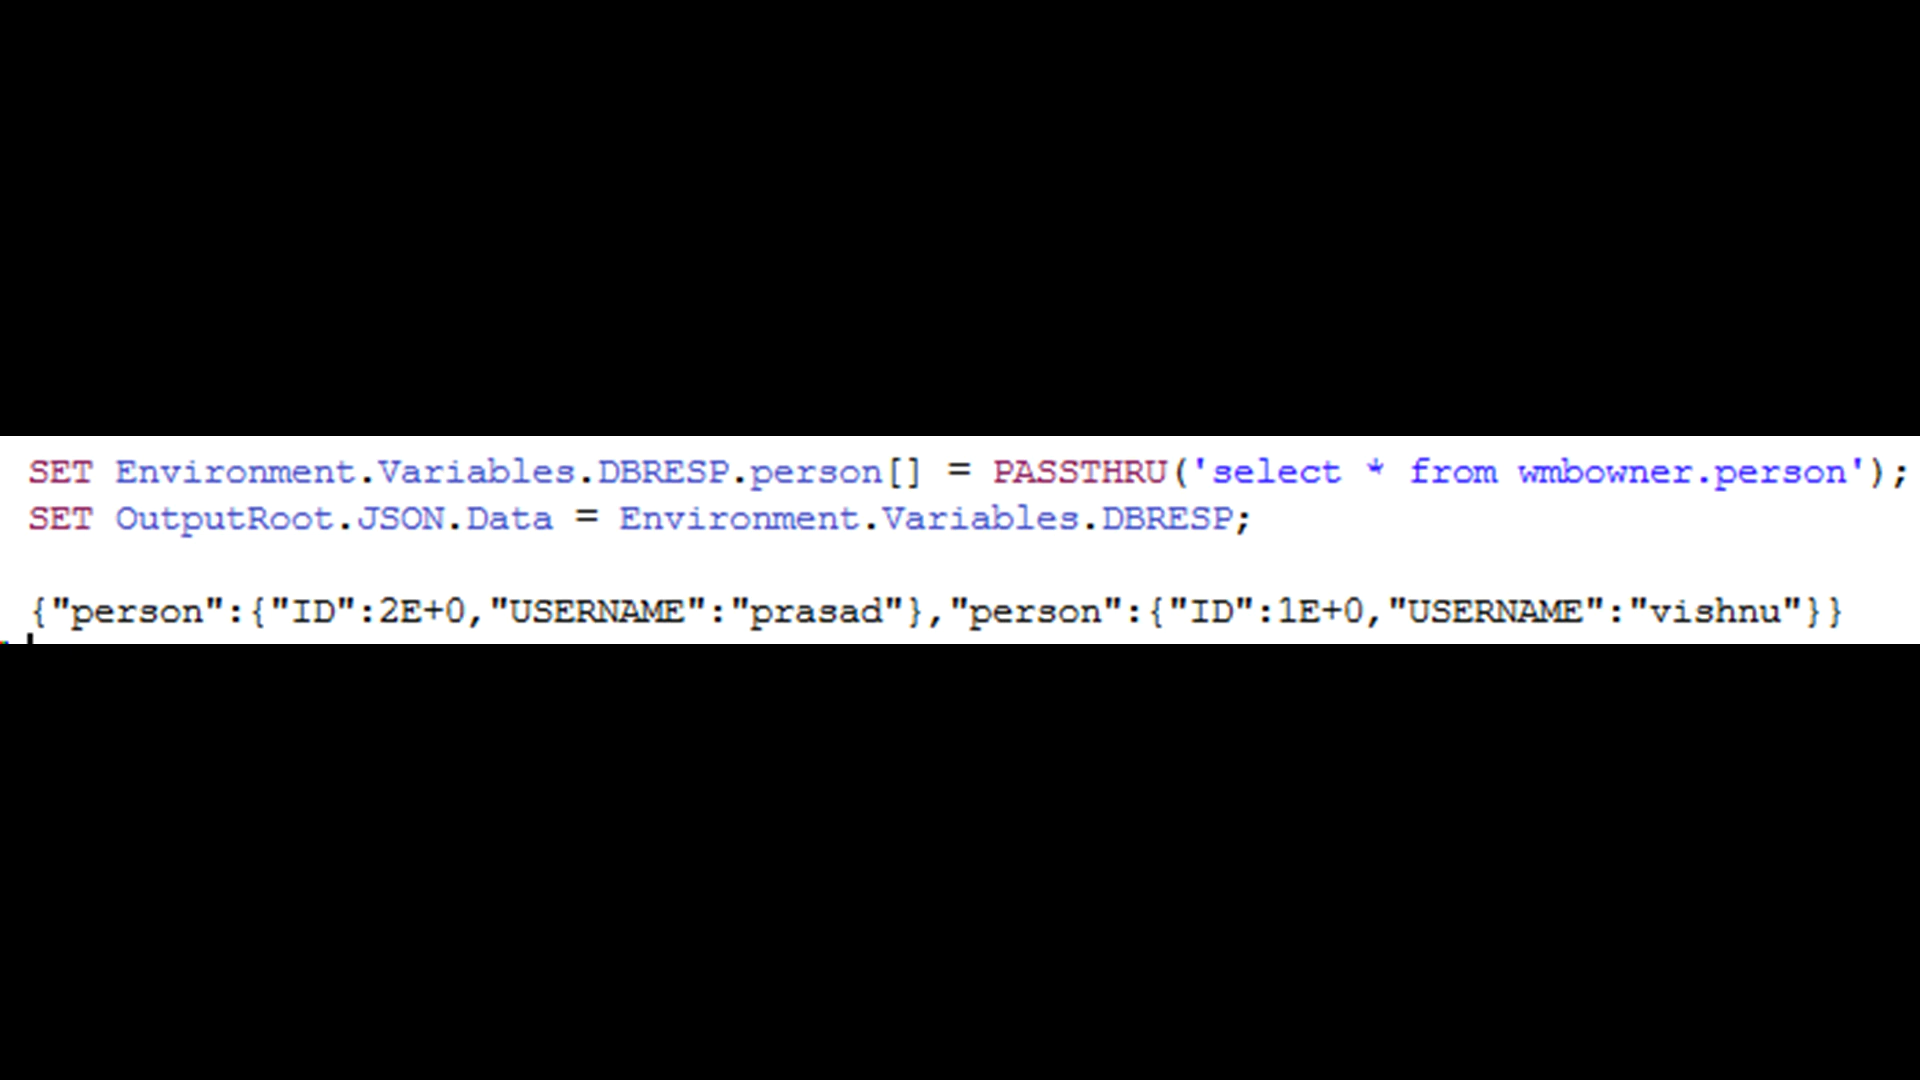 SET Environment.Variables.DBRESP.person[] = PASSTHRU('select * from wmbowner.person');
SET OutputRoot.JSON.Data = Environment.Variables.DBRESP;
{"person":{"ID":2E+0,"USERNAME":"prasad"},"person":{"ID":1E+0,"USERNAME":"vishnu"}}